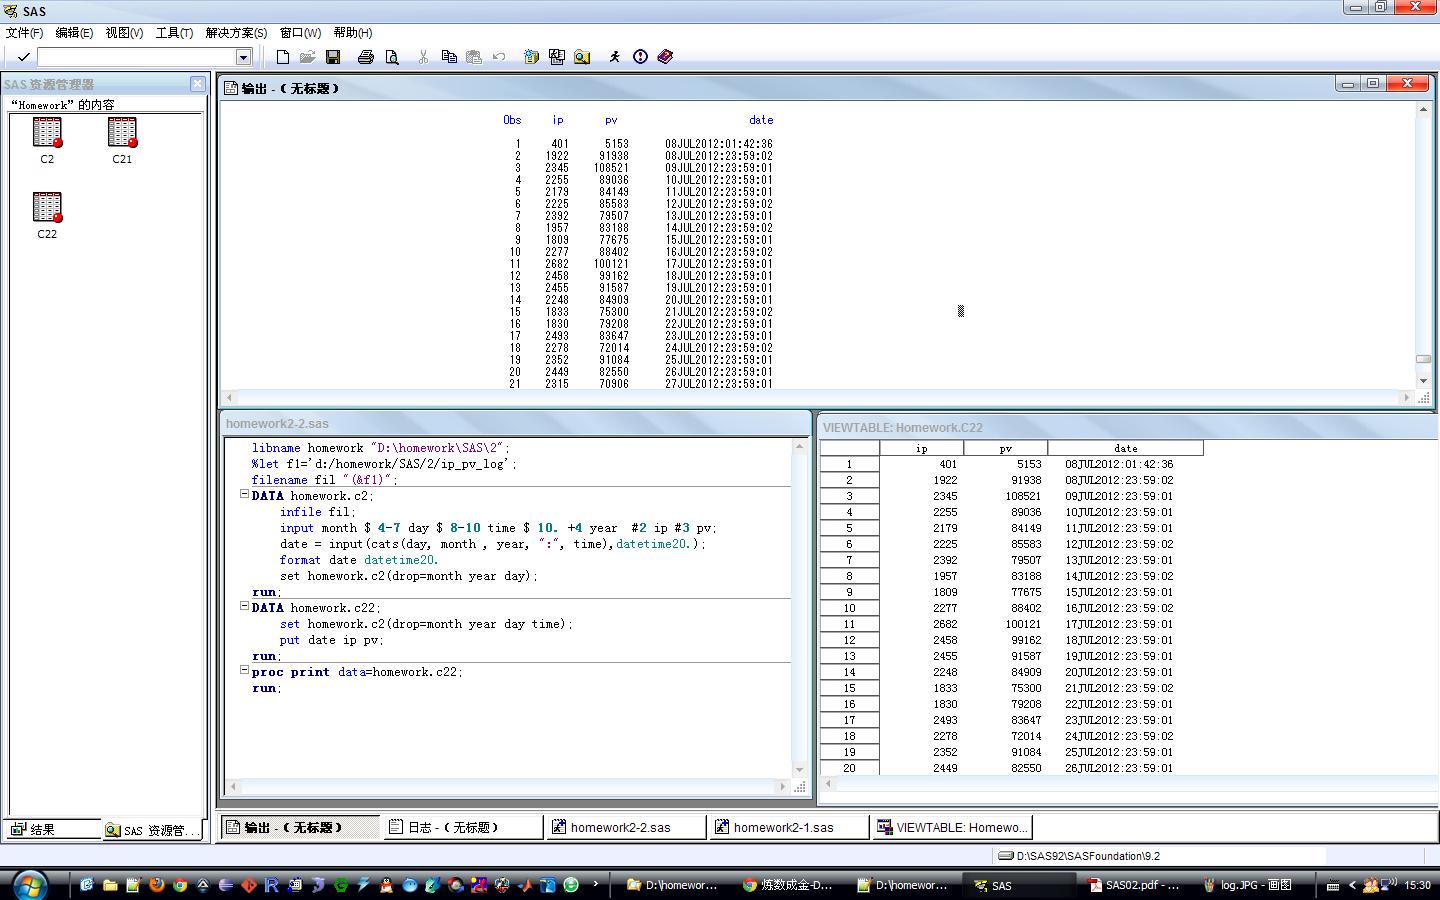 SAS
文件(F) 编辑(E) 视图(V) 工具(T) 解决方案(S) 窗口(W) 帮助(H)
SAS 资源管理器
“Homework”的内容
C2 C21
C22
输出 - (无标题)
Obs ip pv date
1 401 5153 08JUL2012:01:42:36
2 1922 91938 08JUL2012:23:59:02
3 2345 108521 09JUL2012:23:59:01
4 2255 89036 10JUL2012:23:59:01
5 2179 84149 11JUL2012:23:59:01
6 2225 85583 12JUL2012:23:59:02
7 2392 79507 13JUL2012:23:59:01
8 1957 83188 14JUL2012:23:59:02
9 1809 77675 15JUL2012:23:59:01
10 2277 88402 16JUL2012:23:59:02
11 2682 100121 17JUL2012:23:59:01
12 2458 99162 18JUL2012:23:59:01
13 2455 91587 19JUL2012:23:59:01
14 2248 84909 20JUL2012:23:59:01
15 1833 75300 21JUL2012:23:59:02
16 1830 79208 22JUL2012:23:59:01
17 2493 83647 23JUL2012:23:59:01
18 2278 72014 24JUL2012:23:59:02
19 2352 91084 25JUL2012:23:59:01
20 2449 82550 26JUL2012:23:59:01
21 2315 70906 27JUL2012:23:59:01
homework2-2.sas
libname homework "D:\homework\SAS\2";
%let f1='d:/homework/SAS/2/ip_pv_log';
filename fil "(&f1)";
DATA homework.c2;
infile fil;
input month $ 4-7 day $ 8-10 time $ 10. +4 year #2 ip #3 pv;
date = input(cats(day, month , year, ":", time),datetime20.);
format date datetime20.
set homework.c2(drop=month year day);
run;
DATA homework.c22;
set homework.c2(drop=month year day time);
put date ip pv;
run;
proc print data=homework.c22;
run;
VIEWTABLE: Homework.C22
ip pv date
1 401 5153 08JUL2012:01:42:36
2 1922 91938 08JUL2012:23:59:02
3 2345 108521 09JUL2012:23:59:01
4 2255 89036 10JUL2012:23:59:01
5 2179 84149 11JUL2012:23:59:01
6 2225 85583 12JUL2012:23:59:02
7 2392 79507 13JUL2012:23:59:01
8 1957 83188 14JUL2012:23:59:02
9 1809 77675 15JUL2012:23:59:01
10 2277 88402 16JUL2012:23:59:02
11 2682 100121 17JUL2012:23:59:01
12 2458 99162 18JUL2012:23:59:01
13 2455 91587 19JUL2012:23:59:01
14 2248 84909 20JUL2012:23:59:01
15 1833 75300 21JUL2012:23:59:02
16 1830 79208 22JUL2012:23:59:01
17 2493 83647 23JUL2012:23:59:01
18 2278 72014 24JUL2012:23:59:02
19 2352 91084 25JUL2012:23:59:01
20 2449 82550 26JUL2012:23:59:01
结果 SAS 资源管...
输出 - (无标题) 日志 - (无标题) homework2-2.sas homework2-1.sas VIEWTABLE: Homewo...
D:\SAS92\SASFoundation\9.2
D:\homewor... 炼数成金-D... D:\homewor... SAS SAS02.pdf - ... log.JPG - 画图 15:30